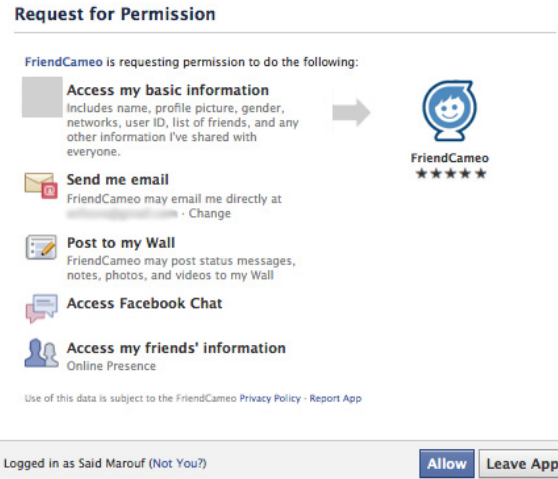 Request for Permission
FriendCameo is requesting permission to do the following:
Access my basic information
Includes name, profile picture, gender,
networks, user ID, list of friends, and any
other information I've shared with
everyone.
FriendCameo
★★★★★
Send me email
FriendCameo may email me directly at
· Change
Post to my Wall
FriendCameo may post status messages,
notes, photos, and videos to my Wall
Access Facebook Chat
Access my friends' information
Online Presence
Use of this data is subject to the FriendCameo Privacy Policy · Report App
Logged in as Said Marouf (Not You?)
Allow
Leave App